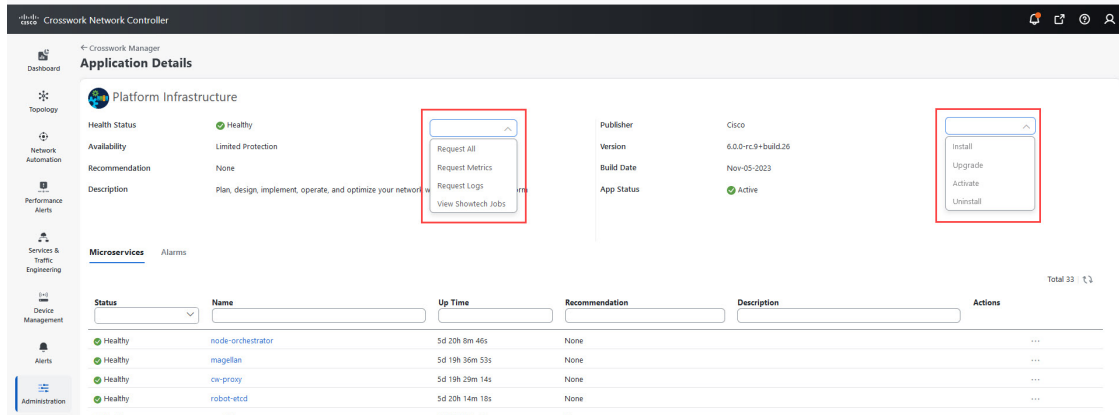 CISCO Crosswork Network Controller
Dashboard
Topology
Network
Automation
Performance
Alerts
Services &
Traffic
Engineering
Device
Management
Alerts
Administration
← Crosswork Manager
Application Details
Platform Infrastructure
Health Status Healthy
Availability Limited Protection
Recommendation None
Description Plan, design, implement, operate, and optimize your network w
Request All
Request Metrics
Request Logs
View Showtech Jobs
Publisher Cisco
Version 6.0.0-rc.9+build.26
Build Date Nov-05-2023
App Status Active
Install
Upgrade
Activate
Uninstall
Microservices Alarms
Total 33
Status Name Up Time Recommendation Description Actions
Healthy node-orchestrator 5d 20h 8m 46s None ...
Healthy magellan 5d 19h 36m 53s None ...
Healthy cw-proxy 5d 19h 29m 14s None ...
Healthy robot-etcd 5d 20h 14m 18s None ...